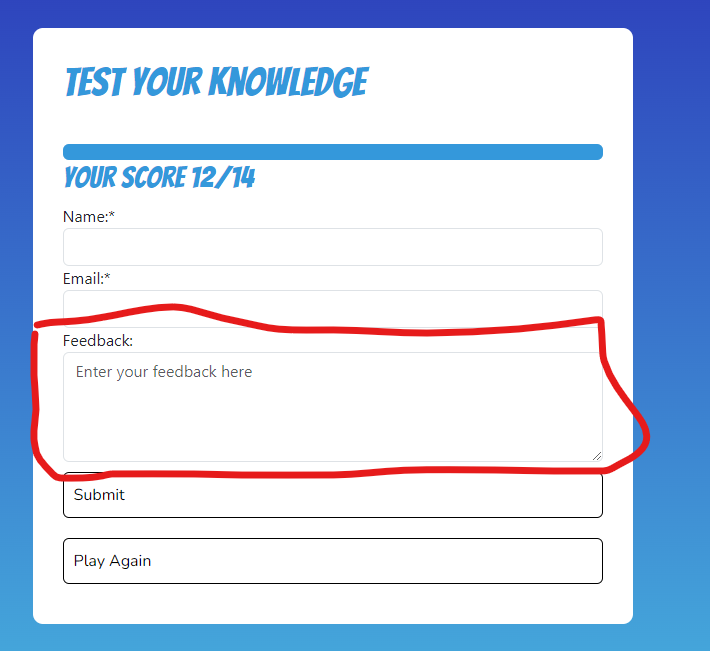 TEST YOUR KNOWLEDGE
YOUR SCORE 12/14
Name:*
Email:*
Feedback:
Enter your feedback here
Submit
Play Again